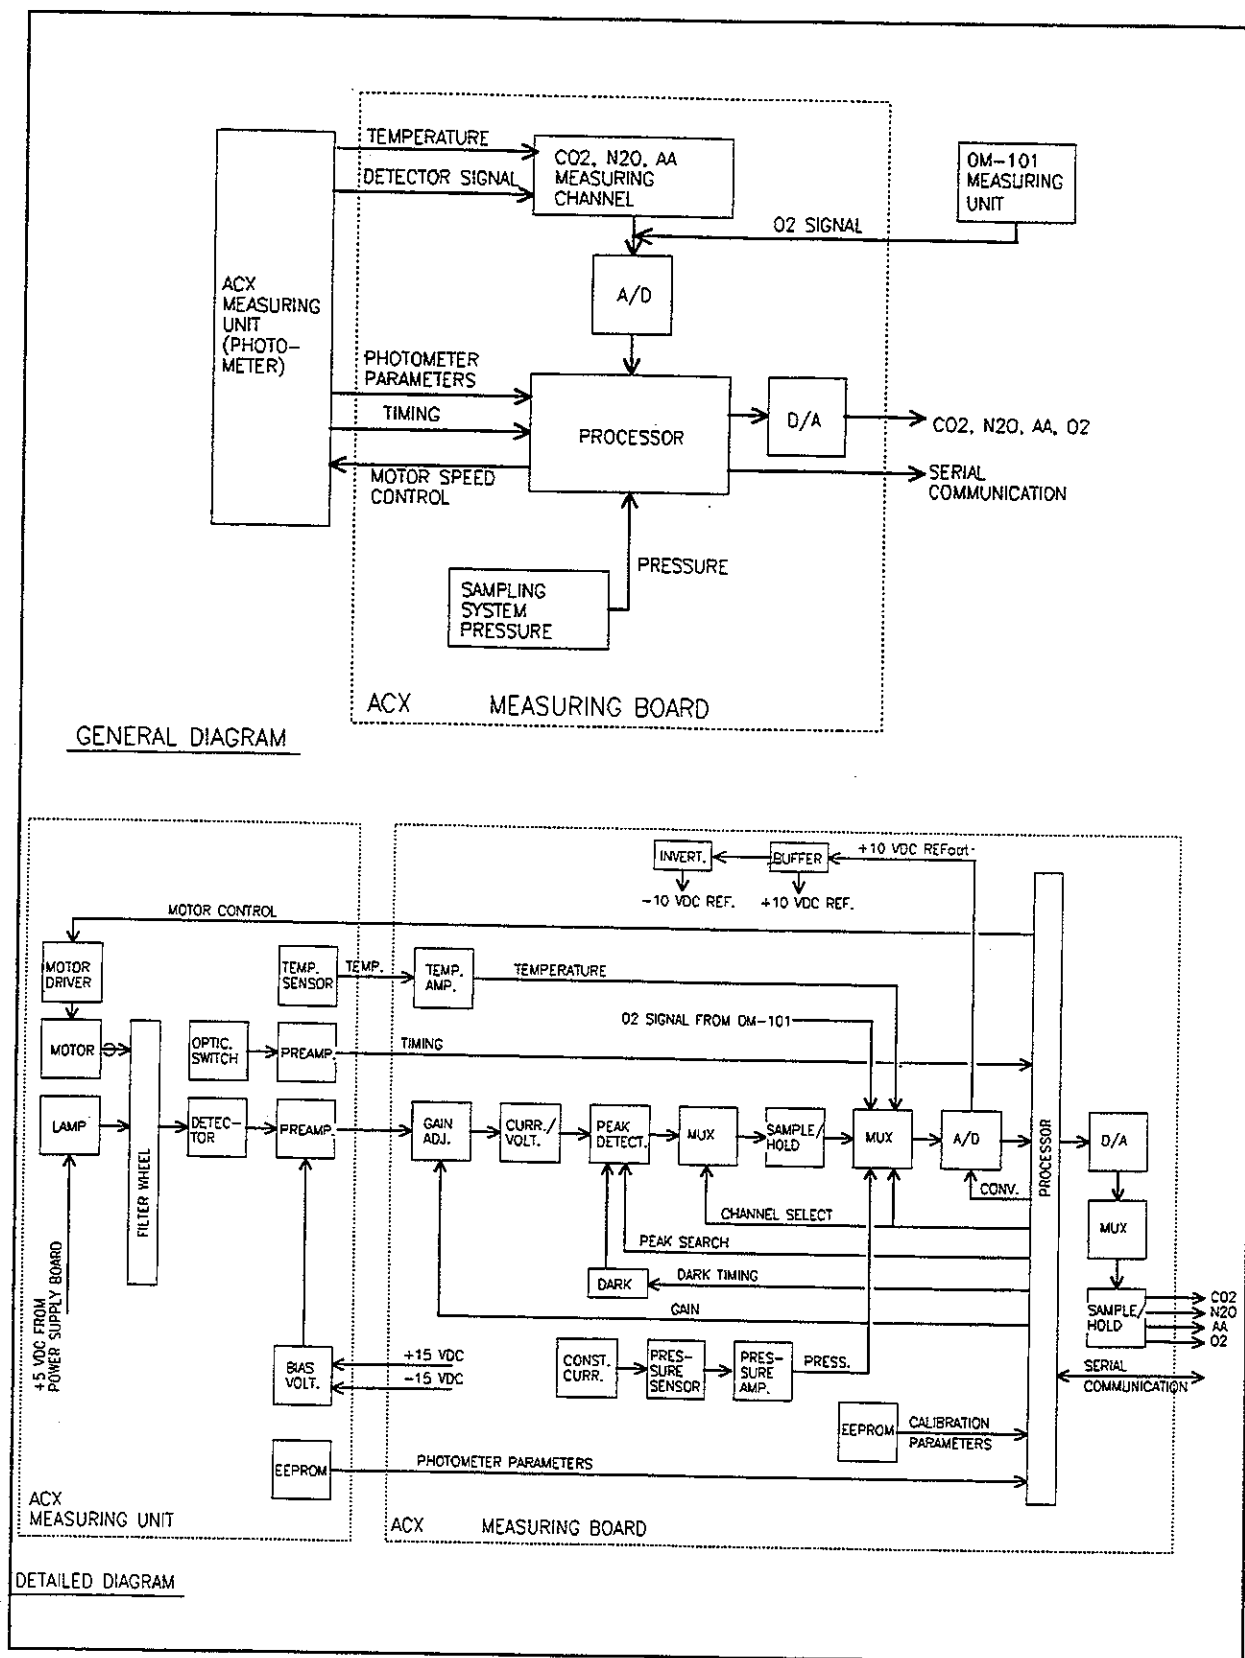 TEMPERATURE
DETECTOR SIGNAL
CO2, N2O, AA
MEASURING
CHANNEL
OM-101
MEASURING
UNIT
O2 SIGNAL
A/D
ACX
MEASURING
UNIT
(PHOTO-
METER)
PHOTOMETER
PARAMETERS
TIMING
MOTOR SPEED
CONTROL
PROCESSOR
D/A
CO2, N2O, AA, O2
SERIAL
COMMUNICATION
PRESSURE
SAMPLING
SYSTEM
PRESSURE
ACX MEASURING BOARD
GENERAL DIAGRAM
INVERT.
BUFFER
+10 VDC REFout
-10 VDC REF.
+10 VDC REF.
MOTOR CONTROL
MOTOR
DRIVER
TEMP.
SENSOR
TEMP.
TEMP.
AMP.
TEMPERATURE
O2 SIGNAL FROM OM-101
MOTOR
OPTIC.
SWITCH
PREAMP.
TIMING
LAMP
FILTER WHEEL
DETEC-
TOR
PREAMP.
GAIN
ADJ.
CURR./
VOLT.
PEAK
DETECT.
MUX
SAMPLE/
HOLD
MUX
A/D
CONV.
PROCESSOR
D/A
MUX
SAMPLE/
HOLD
CO2
N2O
AA
O2
CHANNEL SELECT
PEAK SEARCH
DARK
DARK TIMING
GAIN
+5 VDC FROM
POWER SUPPLY BOARD
BIAS
VOLT.
+15 VDC
-15 VDC
CONST.
CURR.
PRES-
SURE
SENSOR
PRES-
SURE
AMP.
PRESS.
SERIAL
COMMUNICATION
EEPROM
CALIBRATION
PARAMETERS
EEPROM
PHOTOMETER PARAMETERS
ACX
MEASURING UNIT
ACX MEASURING BOARD
DETAILED DIAGRAM